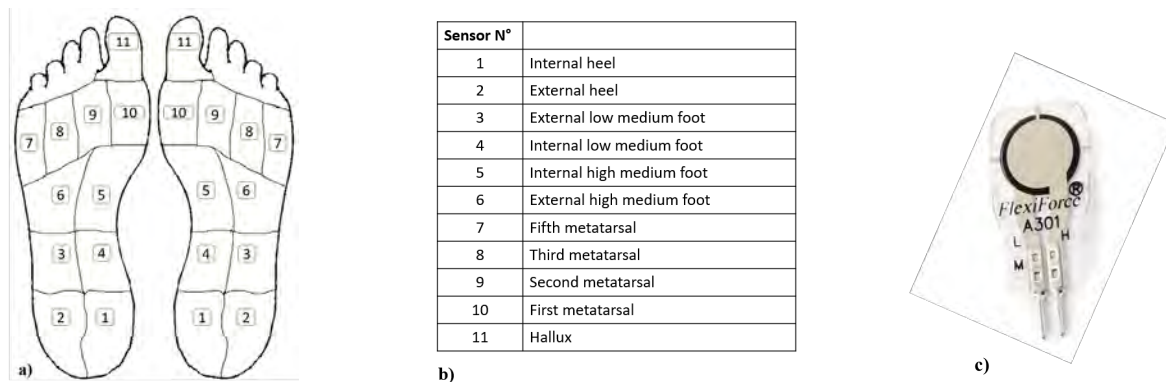 11 11
10 10
9 9
8 8
7 7
6 5 5 6
3 4 4 3
2 1 1 2
a)
Sensor N°
1 Internal heel
2 External heel
3 External low medium foot
4 Internal low medium foot
5 Internal high medium foot
6 External high medium foot
7 Fifth metatarsal
8 Third metatarsal
9 Second metatarsal
10 First metatarsal
11 Hallux
b)
®
FlexiForce
A301
L H
M
c)